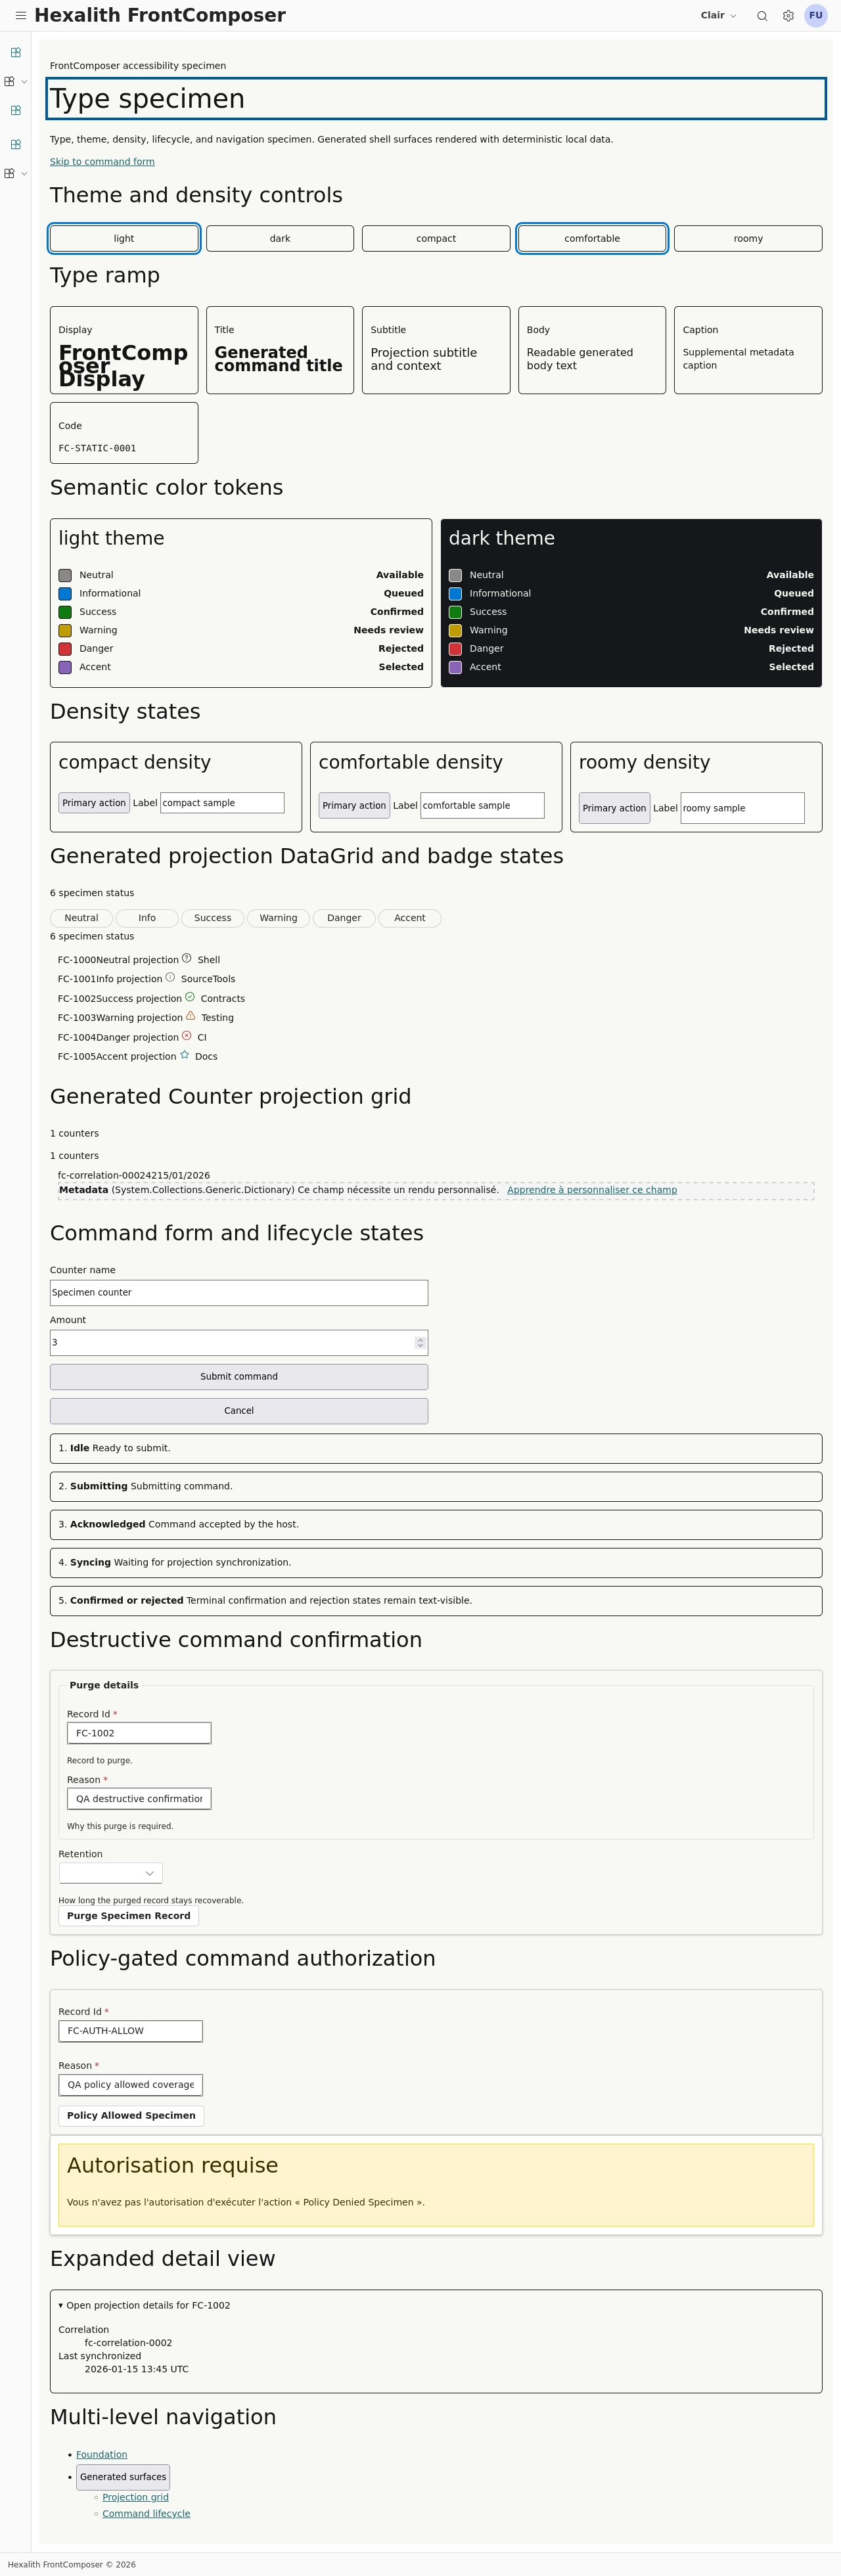 Hexalith FrontComposer
Clair
FU
FrontComposer accessibility specimen
Type specimen
Type, theme, density, lifecycle, and navigation specimen. Generated shell surfaces rendered with deterministic local data.
Skip to command form
Theme and density controls
light dark compact comfortable roomy
Type ramp
Display
FrontComp
oser
Display
Title
Generated
command title
Subtitle
Projection subtitle
and context
Body
Readable generated
body text
Caption
Supplemental metadata
caption
Code
FC-STATIC-0001
Semantic color tokens
light theme
Neutral Available
Informational Queued
Success Confirmed
Warning Needs review
Danger Rejected
Accent Selected
dark theme
Neutral Available
Informational Queued
Success Confirmed
Warning Needs review
Danger Rejected
Accent Selected
Density states
compact density
Primary action Label compact sample
comfortable density
Primary action Label comfortable sample
roomy density
Primary action Label roomy sample
Generated projection DataGrid and badge states
6 specimen status
Neutral Info Success Warning Danger Accent
6 specimen status
FC-1000Neutral projection Shell
FC-1001Info projection SourceTools
FC-1002Success projection Contracts
FC-1003Warning projection Testing
FC-1004Danger projection CI
FC-1005Accent projection Docs
Generated Counter projection grid
1 counters
1 counters
fc-correlation-00024215/01/2026
Metadata (System.Collections.Generic.Dictionary) Ce champ nécessite un rendu personnalisé. Apprendre à personnaliser ce champ
Command form and lifecycle states
Counter name
Specimen counter
Amount
3
Submit command
Cancel
1. Idle Ready to submit.
2. Submitting Submitting command.
3. Acknowledged Command accepted by the host.
4. Syncing Waiting for projection synchronization.
5. Confirmed or rejected Terminal confirmation and rejection states remain text-visible.
Destructive command confirmation
Purge details
Record Id *
FC-1002
Record to purge.
Reason *
QA destructive confirmation
Why this purge is required.
Retention
How long the purged record stays recoverable.
Purge Specimen Record
Policy-gated command authorization
Record Id *
FC-AUTH-ALLOW
Reason *
QA policy allowed coverage
Policy Allowed Specimen
Autorisation requise
Vous n'avez pas l'autorisation d'exécuter l'action « Policy Denied Specimen ».
Expanded detail view
▾ Open projection details for FC-1002
Correlation
fc-correlation-0002
Last synchronized
2026-01-15 13:45 UTC
Multi-level navigation
• Foundation
• Generated surfaces
◦ Projection grid
◦ Command lifecycle
Hexalith FrontComposer © 2026